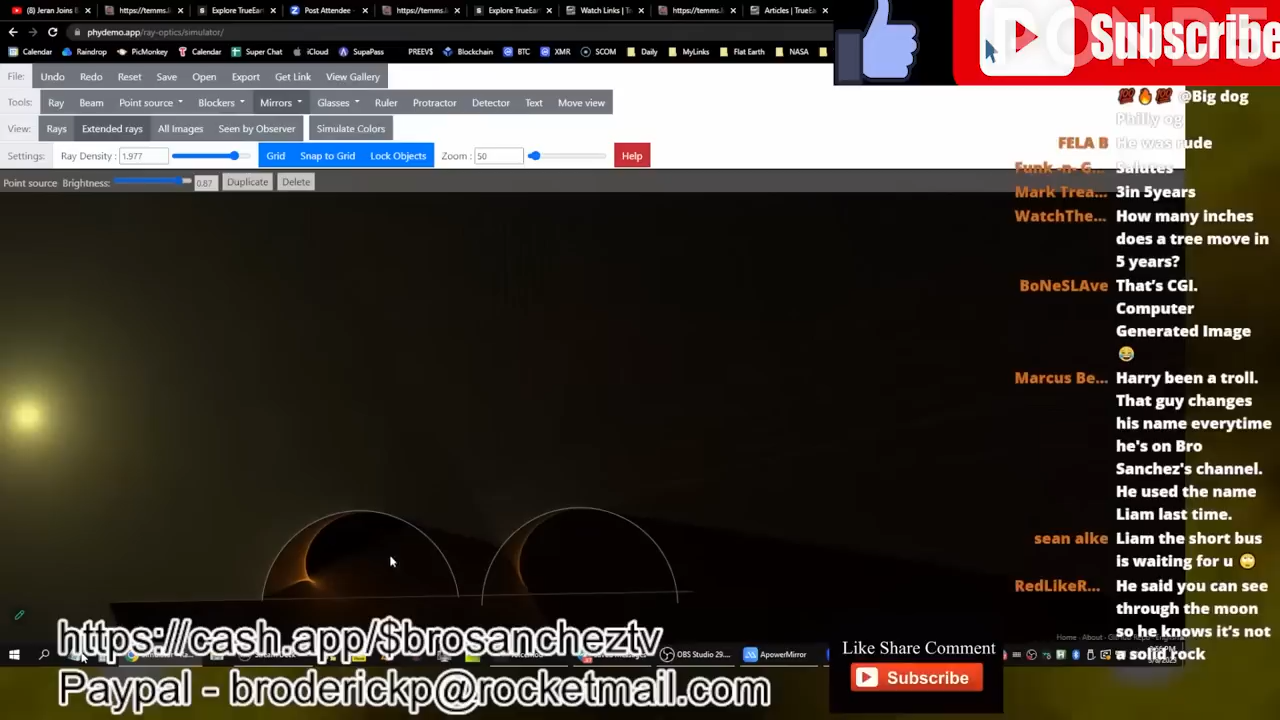 (8) Jeran Joins B
https://temms.l
Explore TrueEar
Post Attendee -
https://temms.l
Explore TrueEar
Watch Links | Te
https://temms.l
Articles | TrueEa
phydemo.app/ray-optics/simulator/
Calendar Raindrop PicMonkey Calendar Super Chat iCloud SupaPass PREEV$ Blockchain BTC XMR SCOM Daily MyLinks Flat Earth NASA
File: Undo Redo Reset Save Open Export Get Link View Gallery
Tools: Ray Beam Point source Blockers Mirrors Glasses Ruler Protractor Detector Text Move view
View: Rays Extended rays All Images Seen by Observer Simulate Colors
Settings: Ray Density : 1.977 Grid Snap to Grid Lock Objects Zoom : 50 Help
Point source Brightness: 0.87 Duplicate Delete
Subscribe
💯🔥💯 @Big dog
Philly og
FELA B He was rude
Funk -n- G... Salutes
Mark Trea... 3in 5years
WatchThe... How many inches
does a tree move in
5 years?
BoNeSLAve That's CGI.
Computer
Generated Image
😂
Marcus Be... Harry been a troll.
That guy changes
his name everytime
he's on Bro
Sanchez's channel.
He used the name
Liam last time.
sean alke Liam the short bus
is waiting for u 🙄
RedLikeR... He said you can see
through the moon
so he knows it's not
a solid rock
https://cash.app/$brosancheztv
Paypal - broderickp@rocketmail.com
OBS Studio 29...
ApowerMirror
Like Share Comment
Subscribe